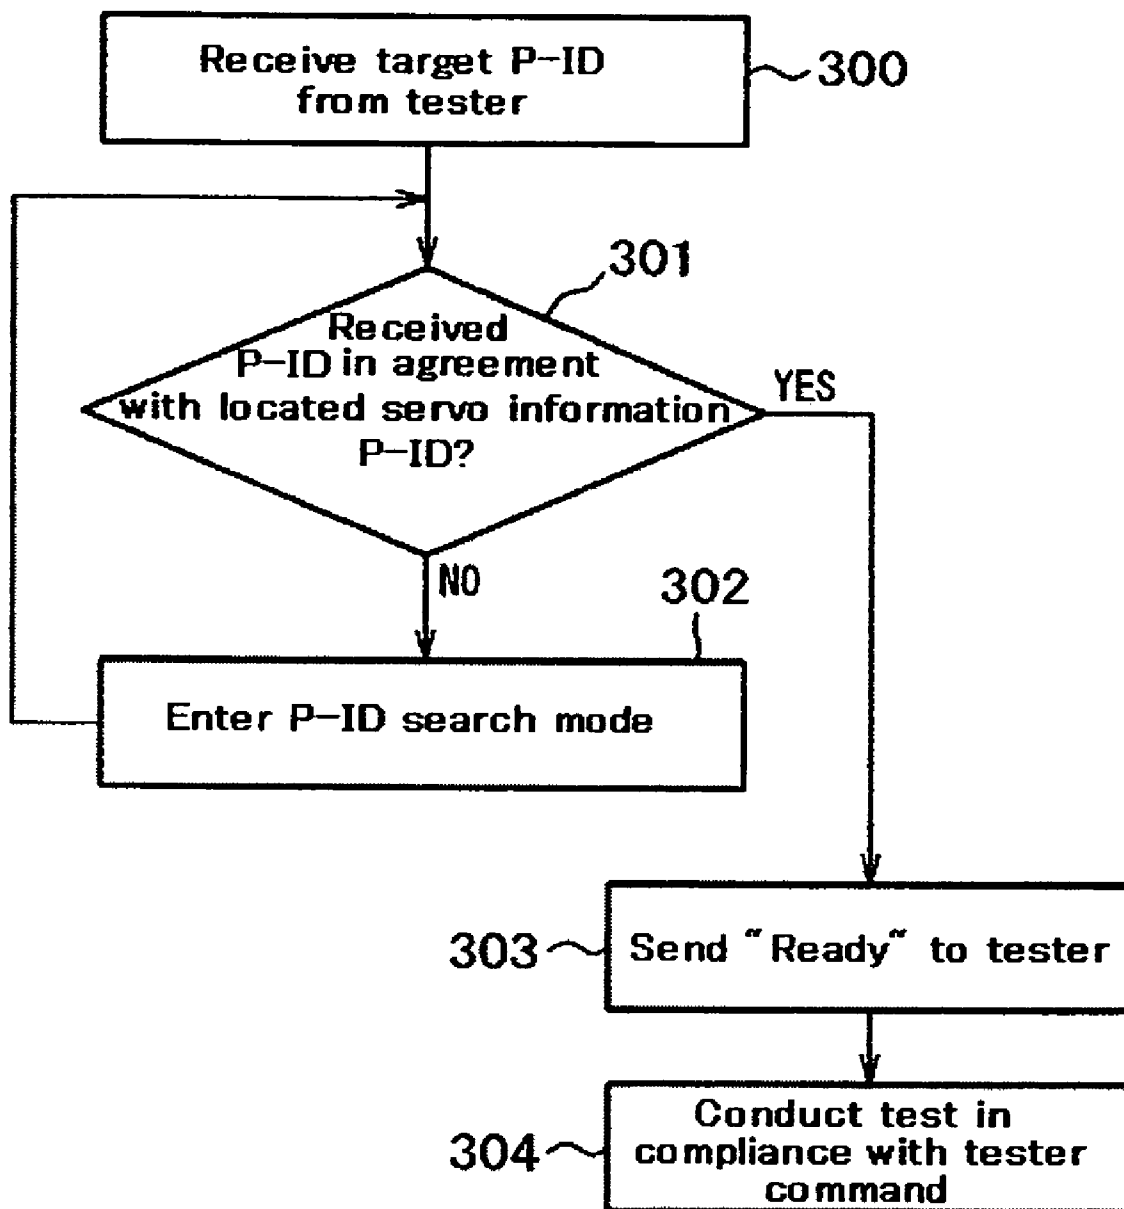 Receive target P-ID
from tester
300
301
Received
P-ID in agreement
with located servo information
P-ID?
YES
NO
302
Enter P-ID search mode
303
Send "Ready" to tester
304
Conduct test in
compliance with tester
command